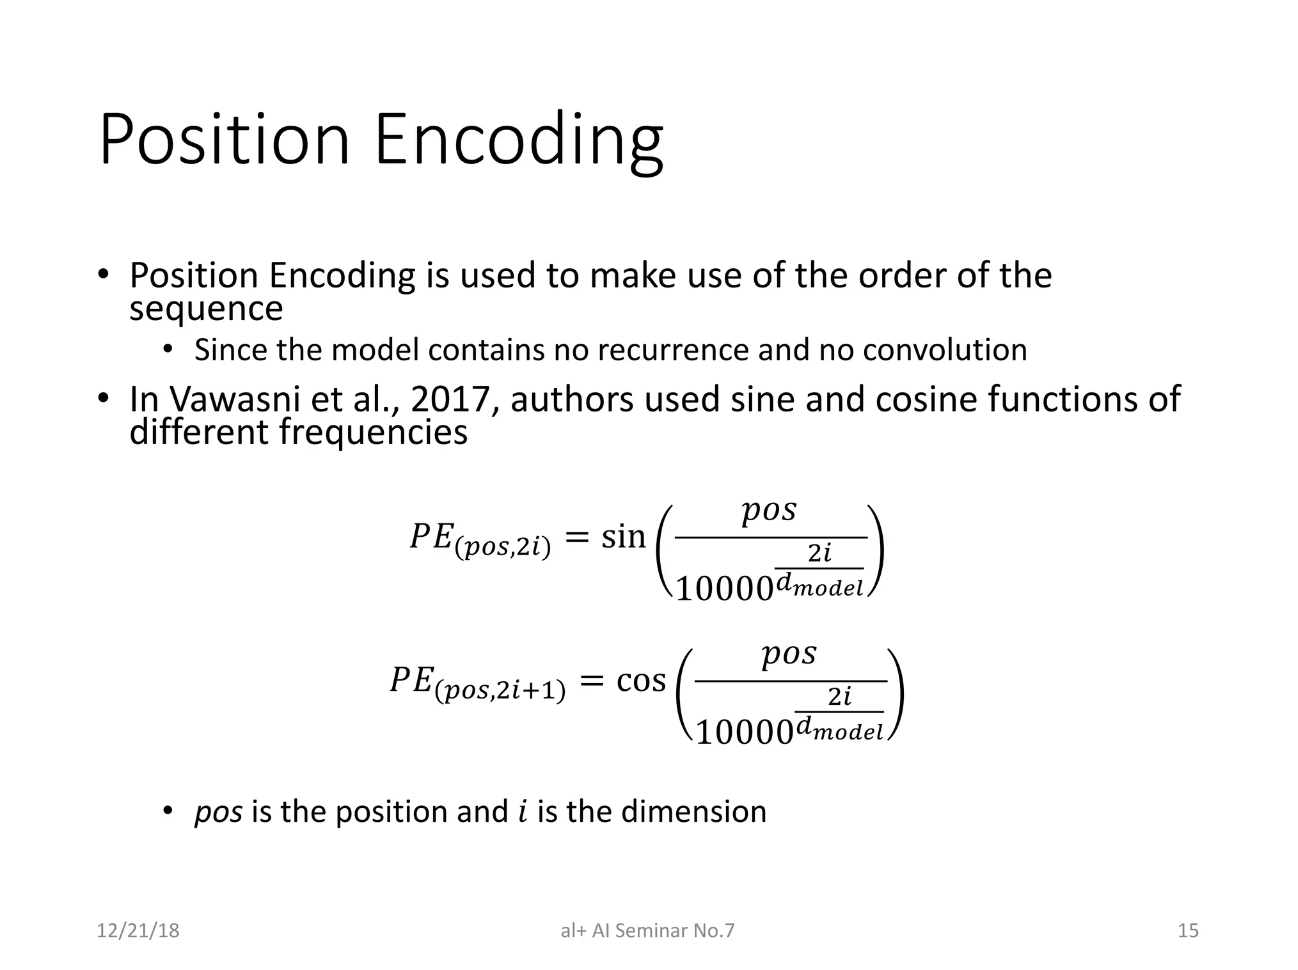 Position Encoding
• Position Encoding is used to make use of the order of the
sequence
• Since the model contains no recurrence and no convolution
• In Vawasni et al., 2017, authors used sine and cosine functions of
different frequencies
$PE_{(pos,2i)} = \sin\left(\frac{pos}{10000^{\frac{2i}{d_{model}}}}\right)$
$PE_{(pos,2i+1)} = \cos\left(\frac{pos}{10000^{\frac{2i}{d_{model}}}}\right)$
• pos is the position and i is the dimension
12/21/18 al+ AI Seminar No.7 15